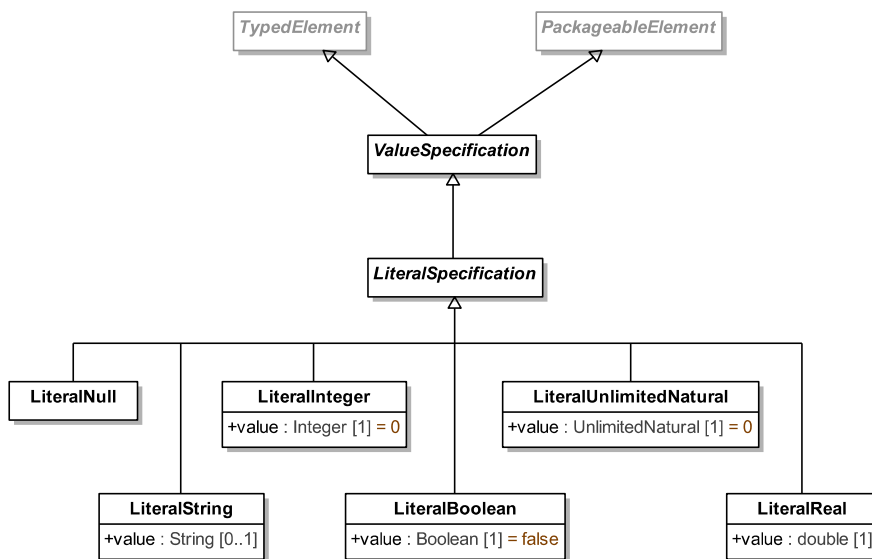 TypedElement
PackageableElement
ValueSpecification
LiteralSpecification
LiteralNull
LiteralInteger
+value : Integer [1] = 0
LiteralUnlimitedNatural
+value : UnlimitedNatural [1] = 0
LiteralString
+value : String [0..1]
LiteralBoolean
+value : Boolean [1] = false
LiteralReal
+value : double [1]